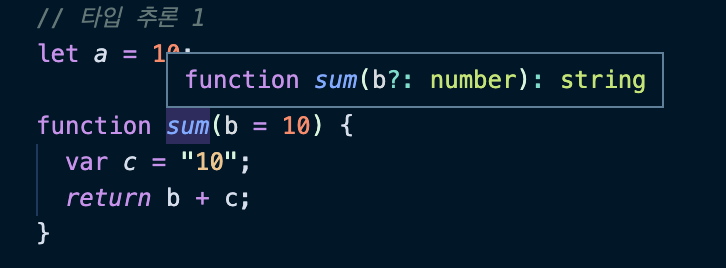 // 타입 추론 1
let a = 10;
function sum(b?: number): string
function sum(b = 10) {
var c = "10";
return b + c;
}